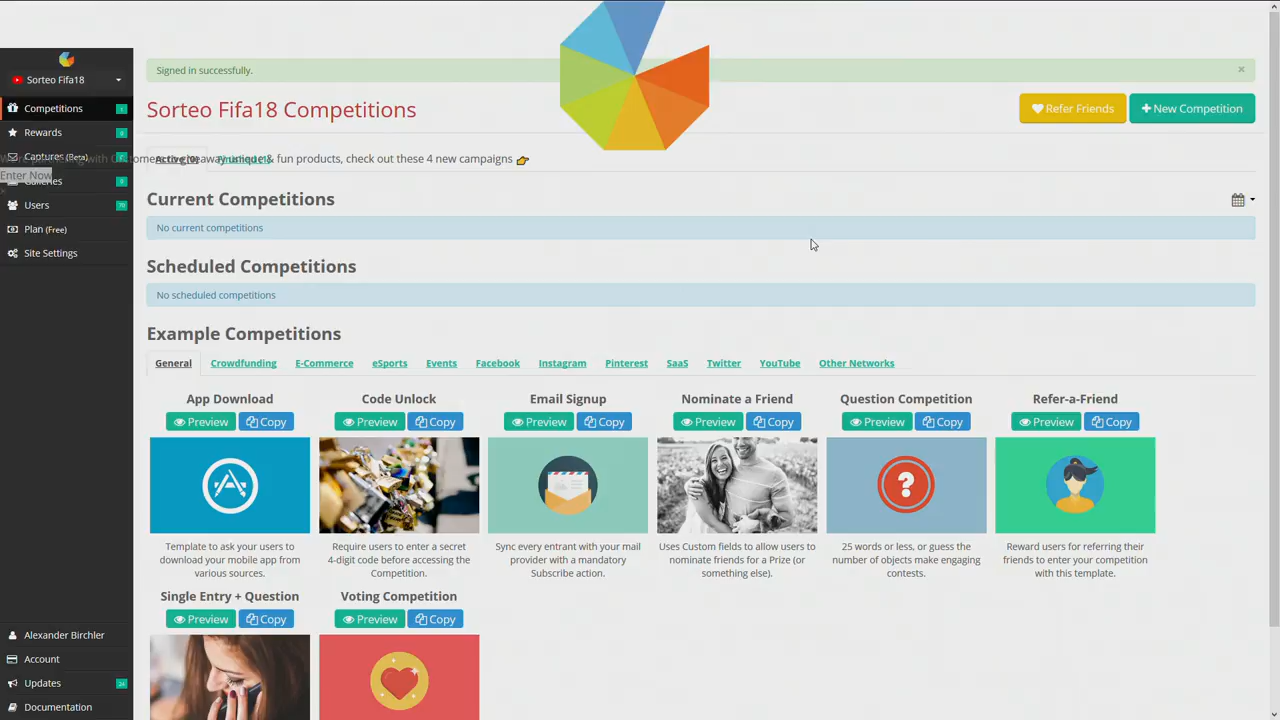 Signed in successfully.
×
Sorteo Fifa18
Competitions
1
Sorteo Fifa18 Competitions
Refer Friends
New Competition
Rewards
Captures (Beta)
giveaway unique & fun products, check out these 4 new campaigns 👉
Active (0)
Enter Now
Galleries
Users
Plan (Free)
Site Settings
Current Competitions
No current competitions
Scheduled Competitions
No scheduled competitions
Example Competitions
General Crowdfunding E-Commerce eSports Events Facebook Instagram Pinterest SaaS Twitter YouTube Other Networks
App Download
Preview Copy
Template to ask your users to
download your mobile app from
various sources.
Code Unlock
Preview Copy
Require users to enter a secret
4-digit code before accessing the
Competition.
Email Signup
Preview Copy
Sync every entrant with your mail
provider with a mandatory
Subscribe action.
Nominate a Friend
Preview Copy
Uses Custom fields to allow users to
nominate friends for a Prize (or
something else).
Question Competition
Preview Copy
?
25 words or less, or guess the
number of objects make engaging
contests.
Refer-a-Friend
Preview Copy
Reward users for referring their
friends to enter your competition
with this template.
Single Entry + Question
Preview Copy
Voting Competition
Preview Copy
Alexander Birchler
Account
Updates
24
Documentation